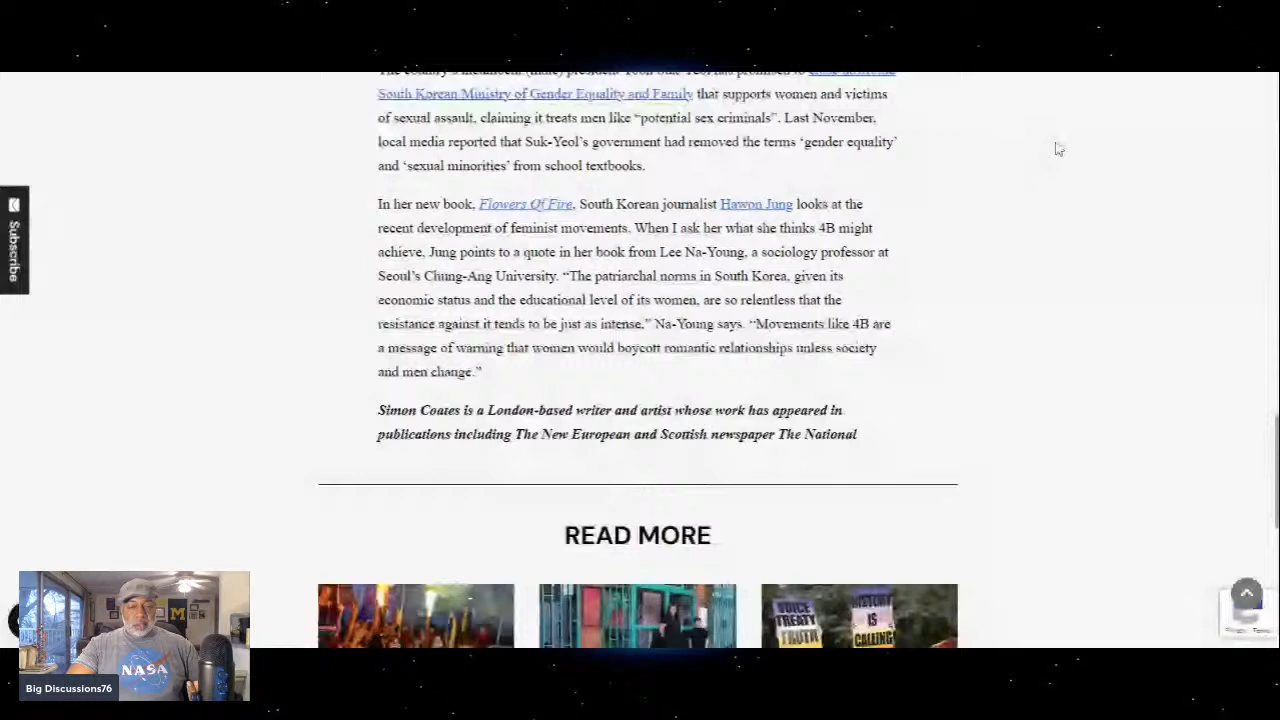 South Korean Ministry of Gender Equality and Family that supports women and victims
of sexual assault, claiming it treats men like “potential sex criminals”. Last November,
local media reported that Suk-Yeol’s government had removed the terms ‘gender equality’
and ‘sexual minorities’ from school textbooks.
In her new book, Flowers Of Fire, South Korean journalist Hawon Jung looks at the
recent development of feminist movements. When I ask her what she thinks 4B might
achieve, Jung points to a quote in her book from Lee Na-Young, a sociology professor at
Seoul’s Chung-Ang University. “The patriarchal norms in South Korea, given its
economic status and the educational level of its women, are so relentless that the
resistance against it tends to be just as intense,” Na-Young says. “Movements like 4B are
a message of warning that women would boycott romantic relationships unless society
and men change.”
Simon Coates is a London-based writer and artist whose work has appeared in
publications including The New European and Scottish newspaper The National
Subscribe
READ MORE
VOICE
TREATY
TRUTH
HISTORY
IS
CALLING
M
NASA
Big Discussions76